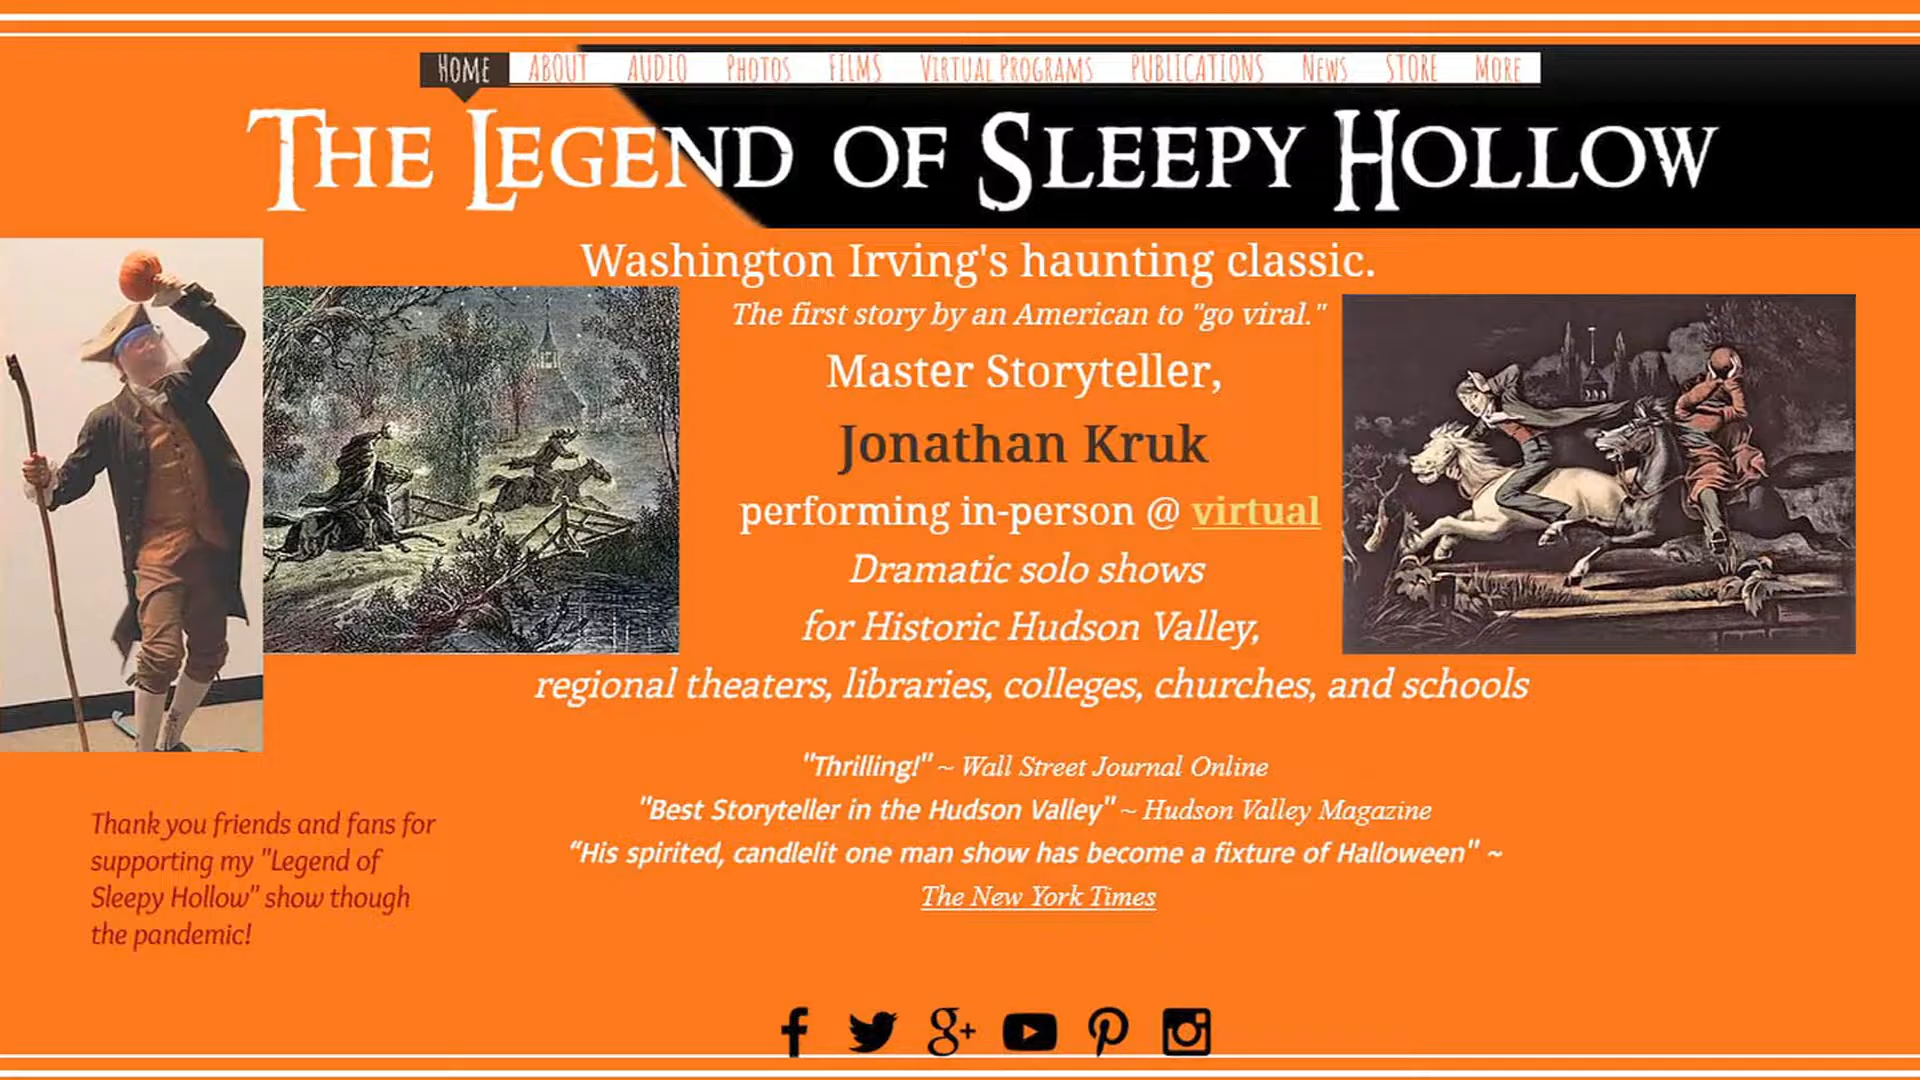 HOME ABOUT AUDIO PHOTOS FILMS VIRTUAL PROGRAMS PUBLICATIONS NEWS STORE MORE
THE LEGEND OF SLEEPY HOLLOW
Washington Irving's haunting classic.
The first story by an American to "go viral."
Master Storyteller,
Jonathan Kruk
performing in-person @ virtual
Dramatic solo shows
for Historic Hudson Valley,
regional theaters, libraries, colleges, churches, and schools
"Thrilling!" ~ Wall Street Journal Online
"Best Storyteller in the Hudson Valley" ~ Hudson Valley Magazine
“His spirited, candlelit one man show has become a fixture of Halloween" ~
The New York Times
Thank you friends and fans for
supporting my "Legend of
Sleepy Hollow" show though
the pandemic!